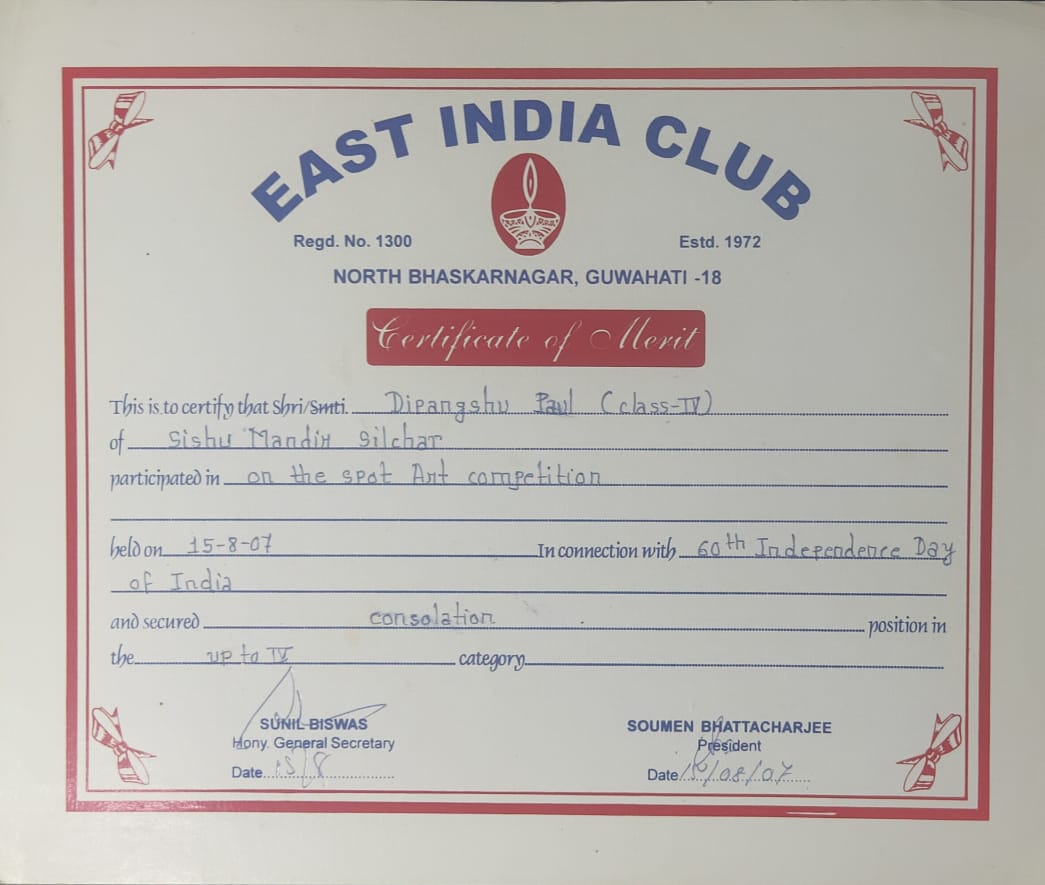 EAST INDIA CLUB
Regd. No. 1300 Estd. 1972
NORTH BHASKARNAGAR, GUWAHATI -18
Certificate of Merit
This is to certify that Shri/Smti. Dipangshu Paul (class-IV)
of Sishu Mandir Silchar
participated in on the spot Art competition
held on 15-8-07 In connection with 60th Independence Day
of India
and secured consolation position in
the up to IV category
SUNIL BISWAS SOUMEN BHATTACHARJEE
Hony. General Secretary President
Date 15/8 Date 15/08/07